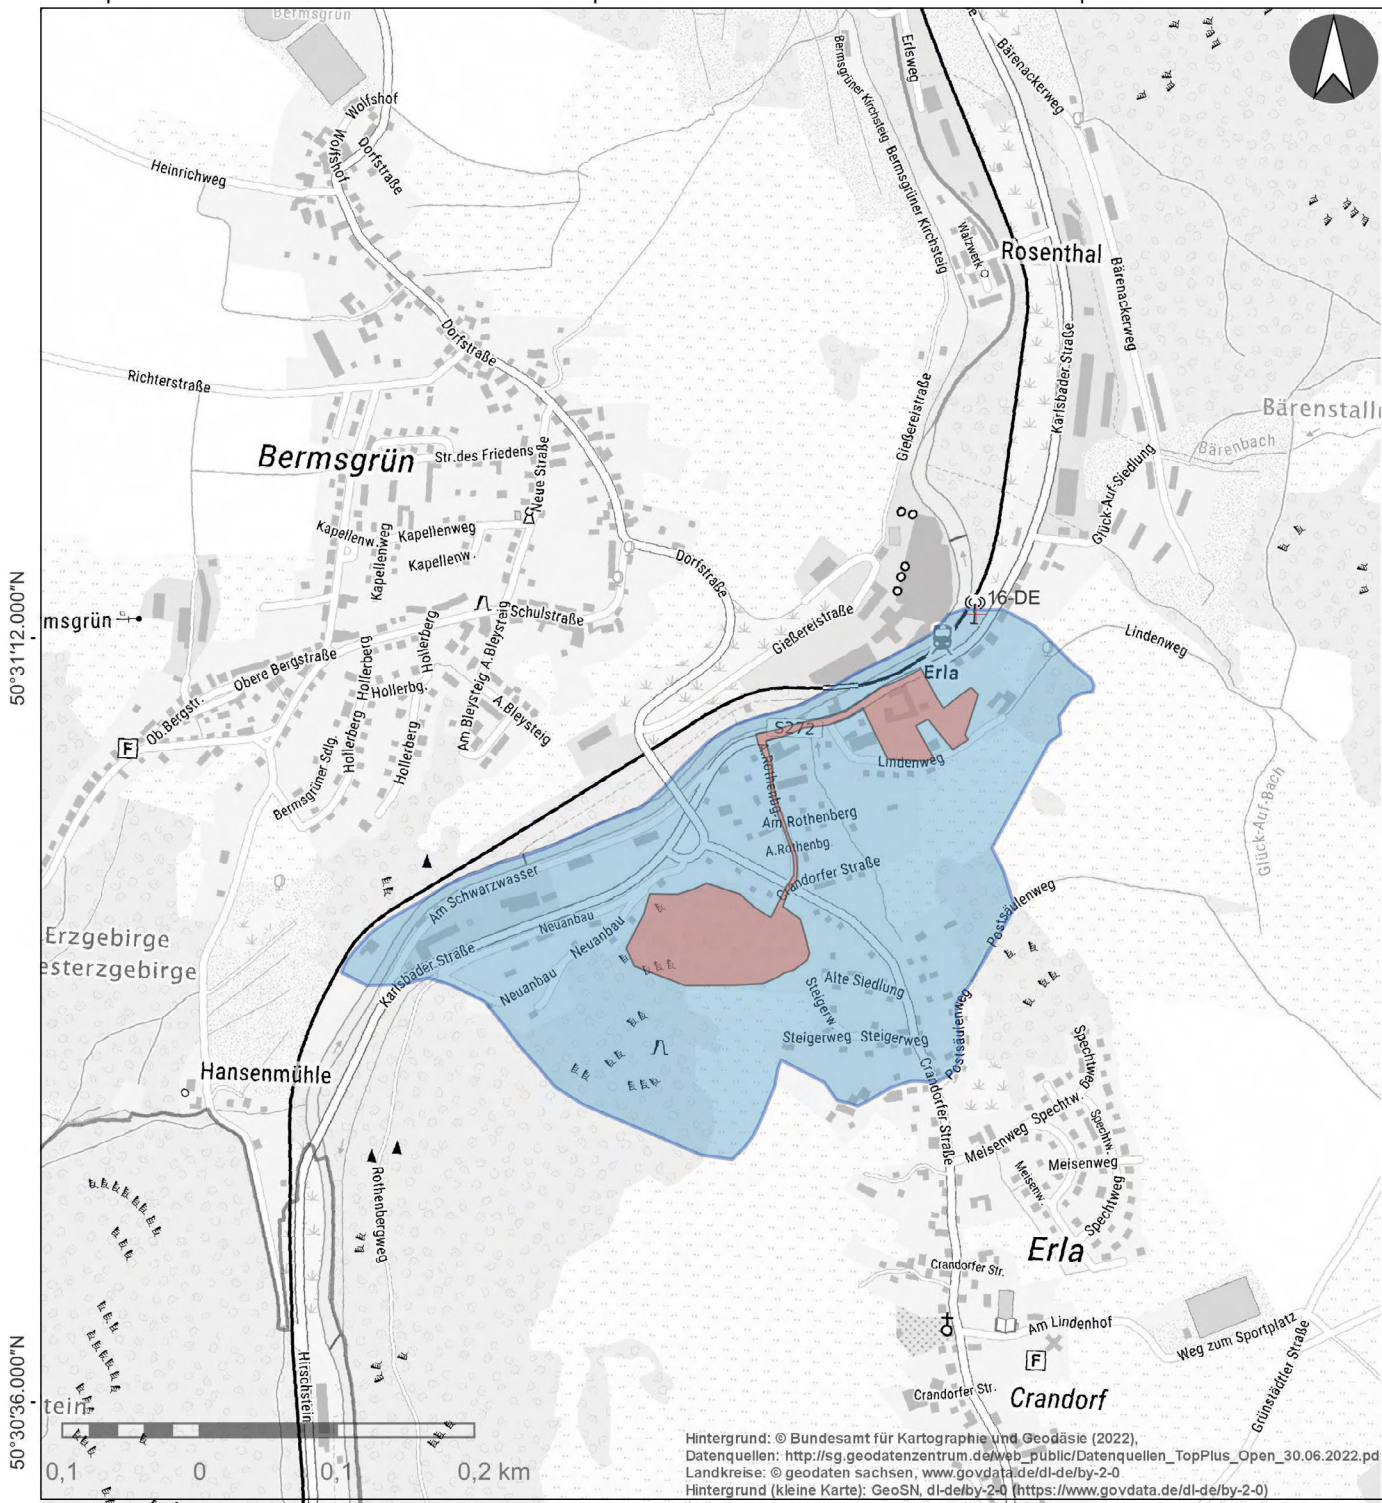 Bermsgrün
Wolfshof
Wolfshof
Dorfstraße
Heinrichweg
Erlsweg
Bärenackerweg
Bermsgrüner Kirchsteig
Bermsgrüner Kirchsteig
Walzwerk
Rosenthal
Bärenackerweg
Dorfstraße
Richterstraße
Karlsbader Straße
Gießereistraße
Bärenstalln
Bärenbach
Bermsgrün
Str.des Friedens
Neue Straße
Glück-Auf-Siedlung
Kapellenw.
Kapellenweg
Kapellenweg
Kapellenw.
Dorfstraße
50°31'12.000"N
msgrün
16-DE
Schulstraße
Gießereistraße
Lindenweg
Obere Bergstraße
Hollerberg
Hollerberg
Hollerbg.
Am Bleysteig
A.Bleysteig
A.Bleysteig
Erla
Ob.Bergstr.
F
Hollerberg
Hollerberg
Bermsgrüner Sdlg.
S272
Lindenweg
A.Rothenbg.
Am Rothenberg
A.Rothenbg.
Crandorfer Straße
Glück-Auf-Bach
Am Schwarzwasser
Neuanbau
Neuanbau
Neuanbau
Karlsbader Straße
Postsäulenweg
Erzgebirge
esterzgebirge
Alte Siedlung
Steigerw.
Steigerweg Steigerweg
Postsäulenweg
Hansenmühle
Crandorfer Straße
Spechtweg
Spechtw.
Spechtw.
Meisenweg
Meisenweg
Meisenw.
Spechtweg
Rothenbergweg
Erla
Crandorfer Str.
Am Lindenhof
Weg zum Sportplatz
Grünstädtler Straße
F
Crandorfer Str.
Crandorf
50°30'36.000"N
Hirschstein
tein
0,1 0 0,1 0,2 km
Hintergrund: © Bundesamt für Kartographie und Geodäsie (2022),
Datenquellen: http://sg.geodatenzentrum.de/web_public/Datenquellen_TopPlus_Open_30.06.2022.pd
Landkreise: © geodaten sachsen, www.govdata.de/dl-de/by-2-0
Hintergrund (kleine Karte): GeoSN, dl-de/by-2-0 (https://www.govdata.de/dl-de/by-2-0)